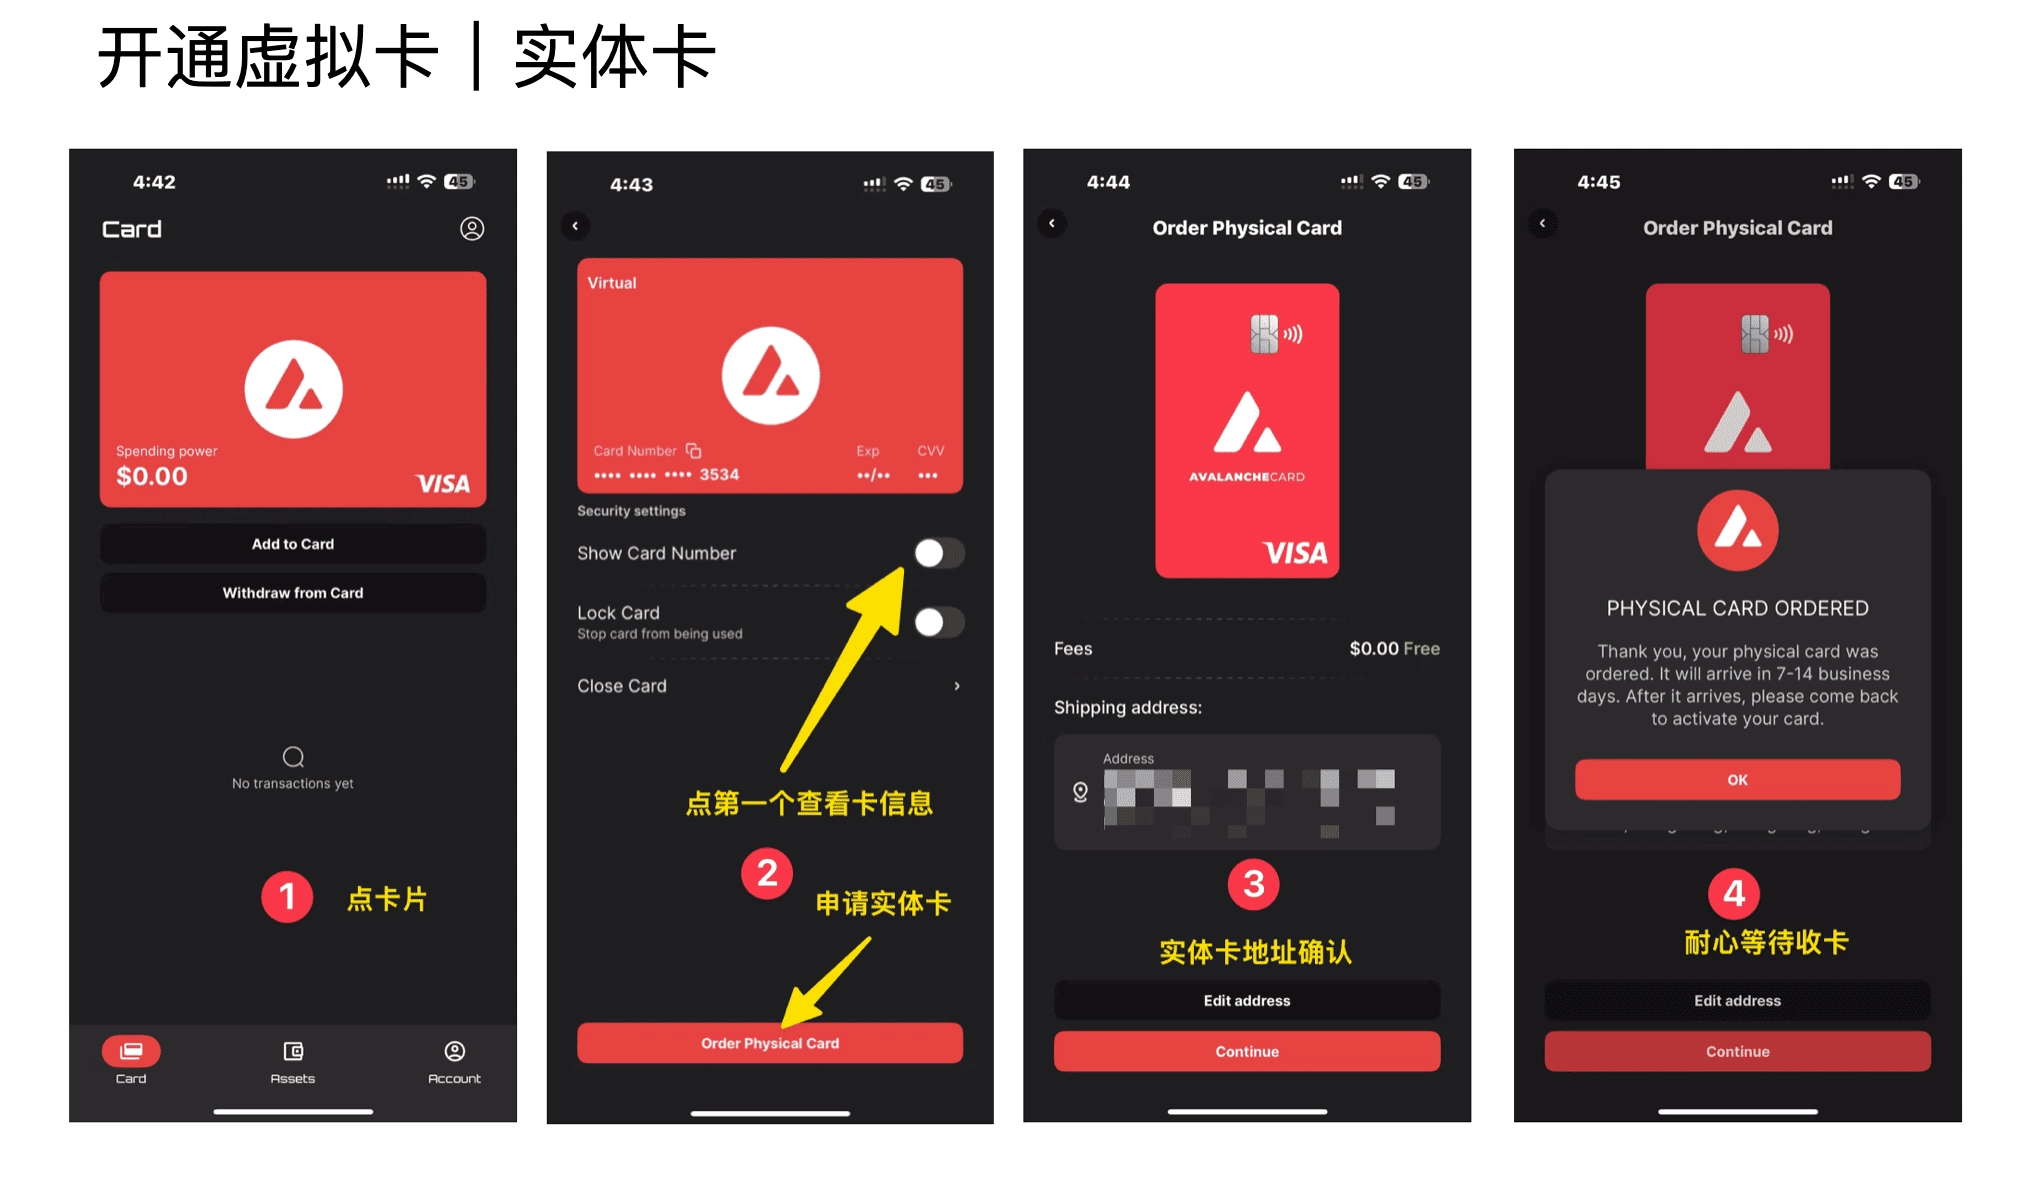 开通虚拟卡｜实体卡
4:42
45
Card
Spending power
$0.00
VISA
Add to Card
Withdraw from Card
No transactions yet
1 点卡片
Card
Assets
Account
4:43
45
Virtual
Card Number
Exp
CVV
•••• •••• •••• 3534
••/••
•••
Security settings
Show Card Number
Lock Card
Stop card from being used
Close Card
点第一个查看卡信息
2
申请实体卡
Order Physical Card
4:44
45
Order Physical Card
AVALANCHECARD
VISA
Fees
$0.00 Free
Shipping address:
Address
3
实体卡地址确认
Edit address
Continue
4:45
45
Order Physical Card
PHYSICAL CARD ORDERED
Thank you, your physical card was
ordered. It will arrive in 7-14 business
days. After it arrives, please come back
to activate your card.
OK
4
耐心等待收卡
Edit address
Continue